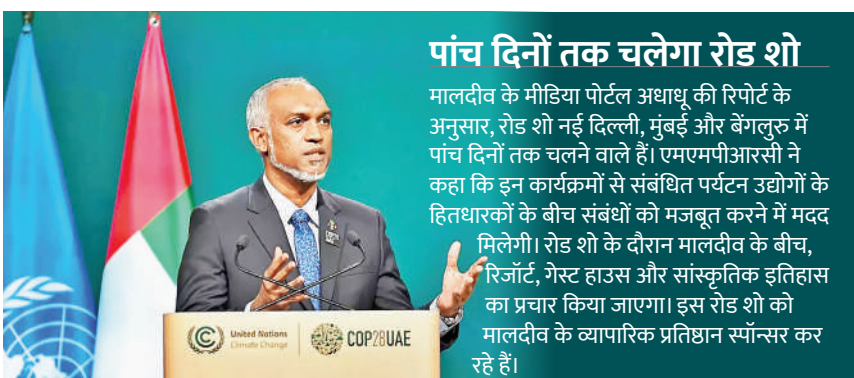 पांच दिनों तक चलेगा रोड शो
मालदीव के मीडिया पोर्टल अधाधू की रिपोर्ट के
अनुसार, रोड शो नई दिल्ली, मुंबई और बेंगलुरु में
पांच दिनों तक चलने वाले हैं। एमएमपीआरसी ने
कहा कि इन कार्यक्रमों से संबंधित पर्यटन उद्योगों के
हितधारकों के बीच संबंधों को मजबूत करने में मदद
मिलेगी। रोड शो के दौरान मालदीव के बीच,
रिजॉर्ट, गेस्ट हाउस और सांस्कृतिक इतिहास
का प्रचार किया जाएगा। इस रोड शो को
मालदीव के व्यापारिक प्रतिष्ठान स्पॉन्सर कर
रहे हैं।
United Nations
Climate Change
COP28UAE